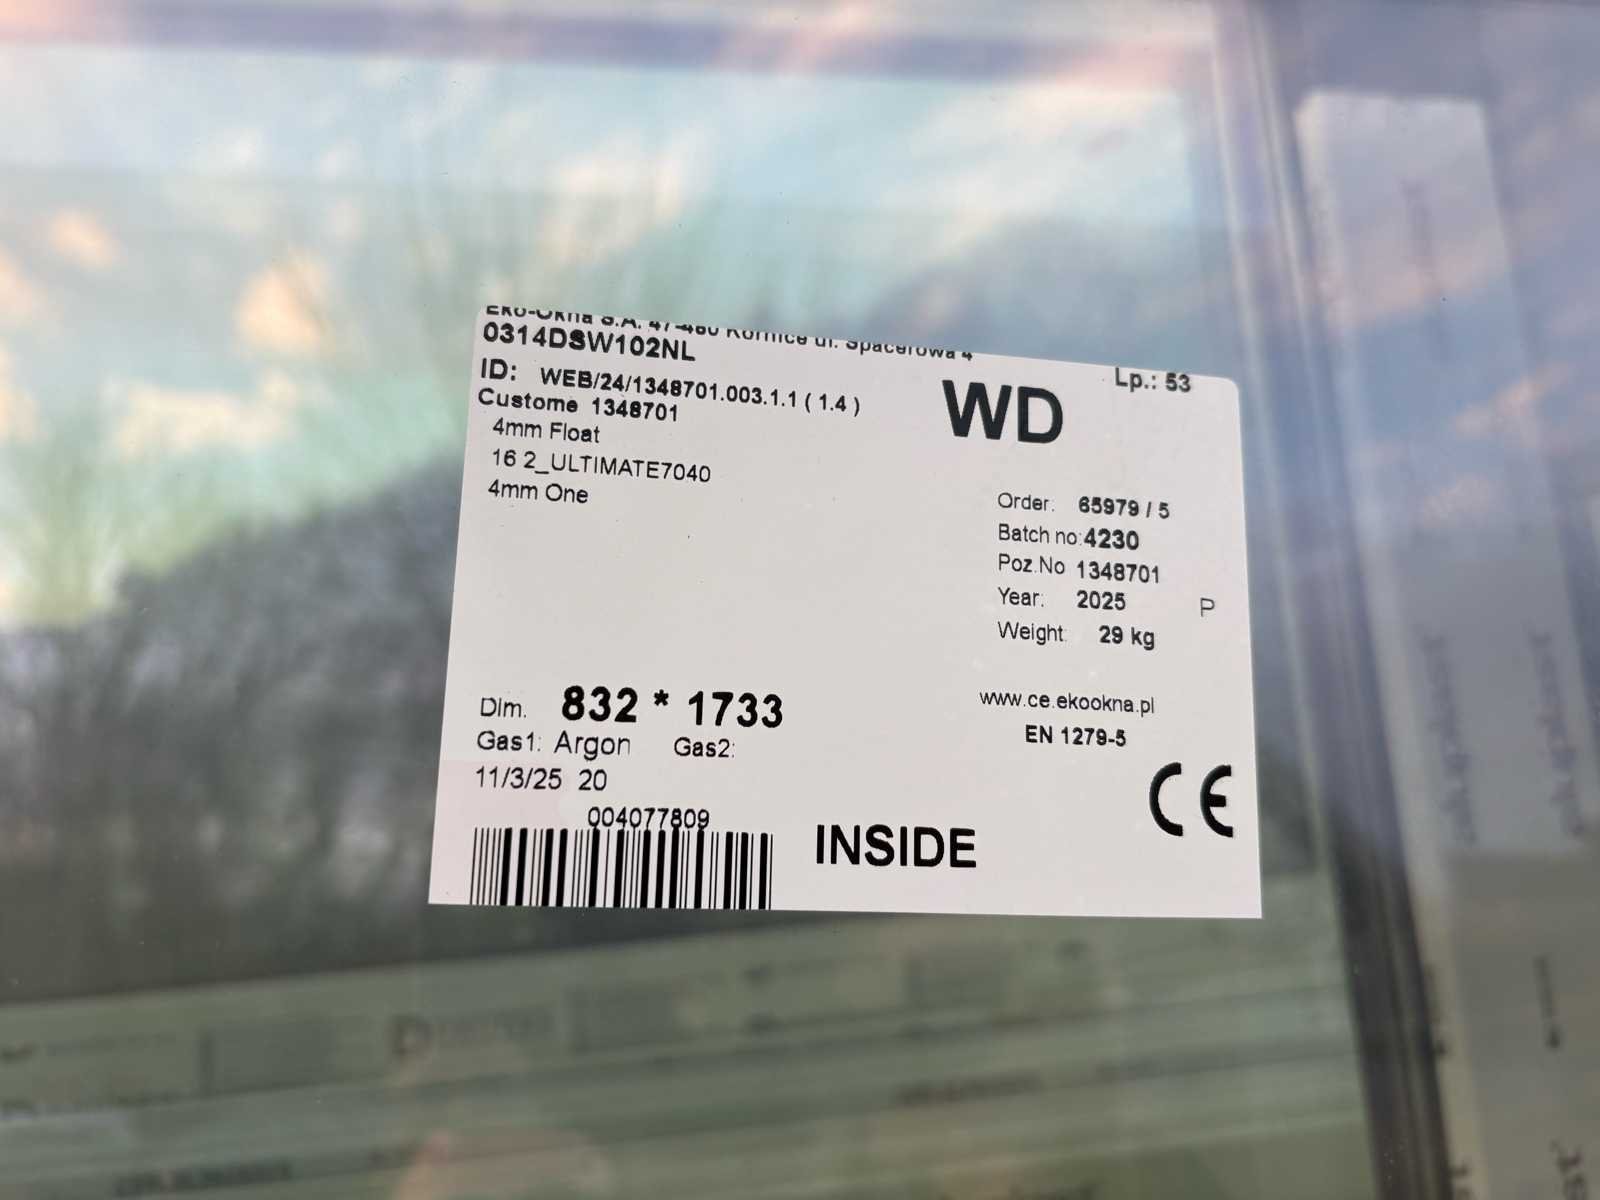 Eko-Okna S.A. 47-480 Kornice ul. Spacerowa 4
0314DSW102NL
Lp.: 53
ID: WEB/24/1348701.003.1.1 ( 1.4 )
WD
Custome 1348701
4mm Float
16 2_ULTIMATE7040
4mm One
Order: 65979 / 5
Batch no:4230
Poz.No 1348701
Year: 2025
P
Weight: 29 kg
Dim. 832 * 1733
www.ce.ekookna.pl
Gas1: Argon Gas2:
EN 1279-5
11/3/25 20
CE
004077809
INSIDE